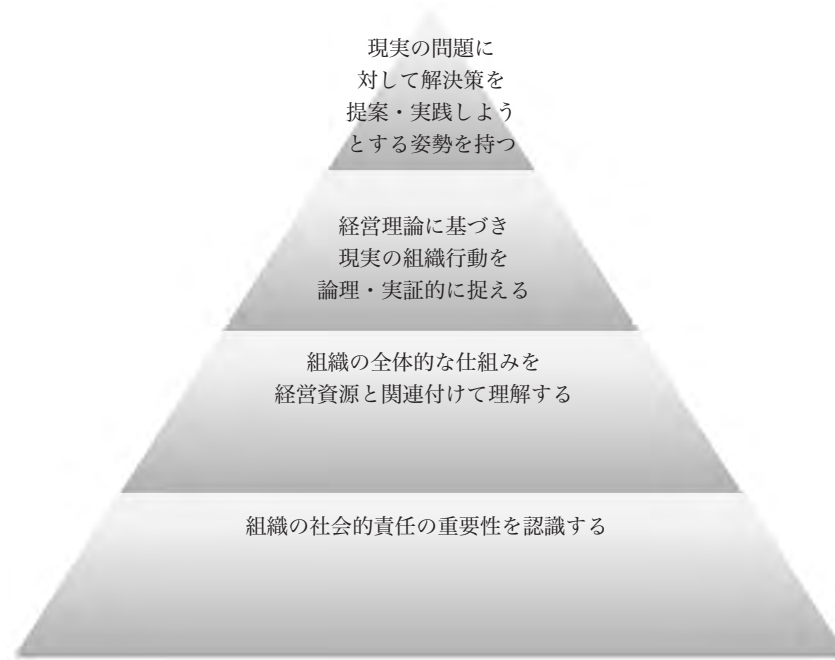 現実の問題に
対して解決策を
提案・実践しよう
とする姿勢を持つ
経営理論に基づき
現実の組織行動を
論理・実証的に捉える
組織の全体的な仕組みを
経営資源と関連付けて理解する
組織の社会的責任の重要性を認識する